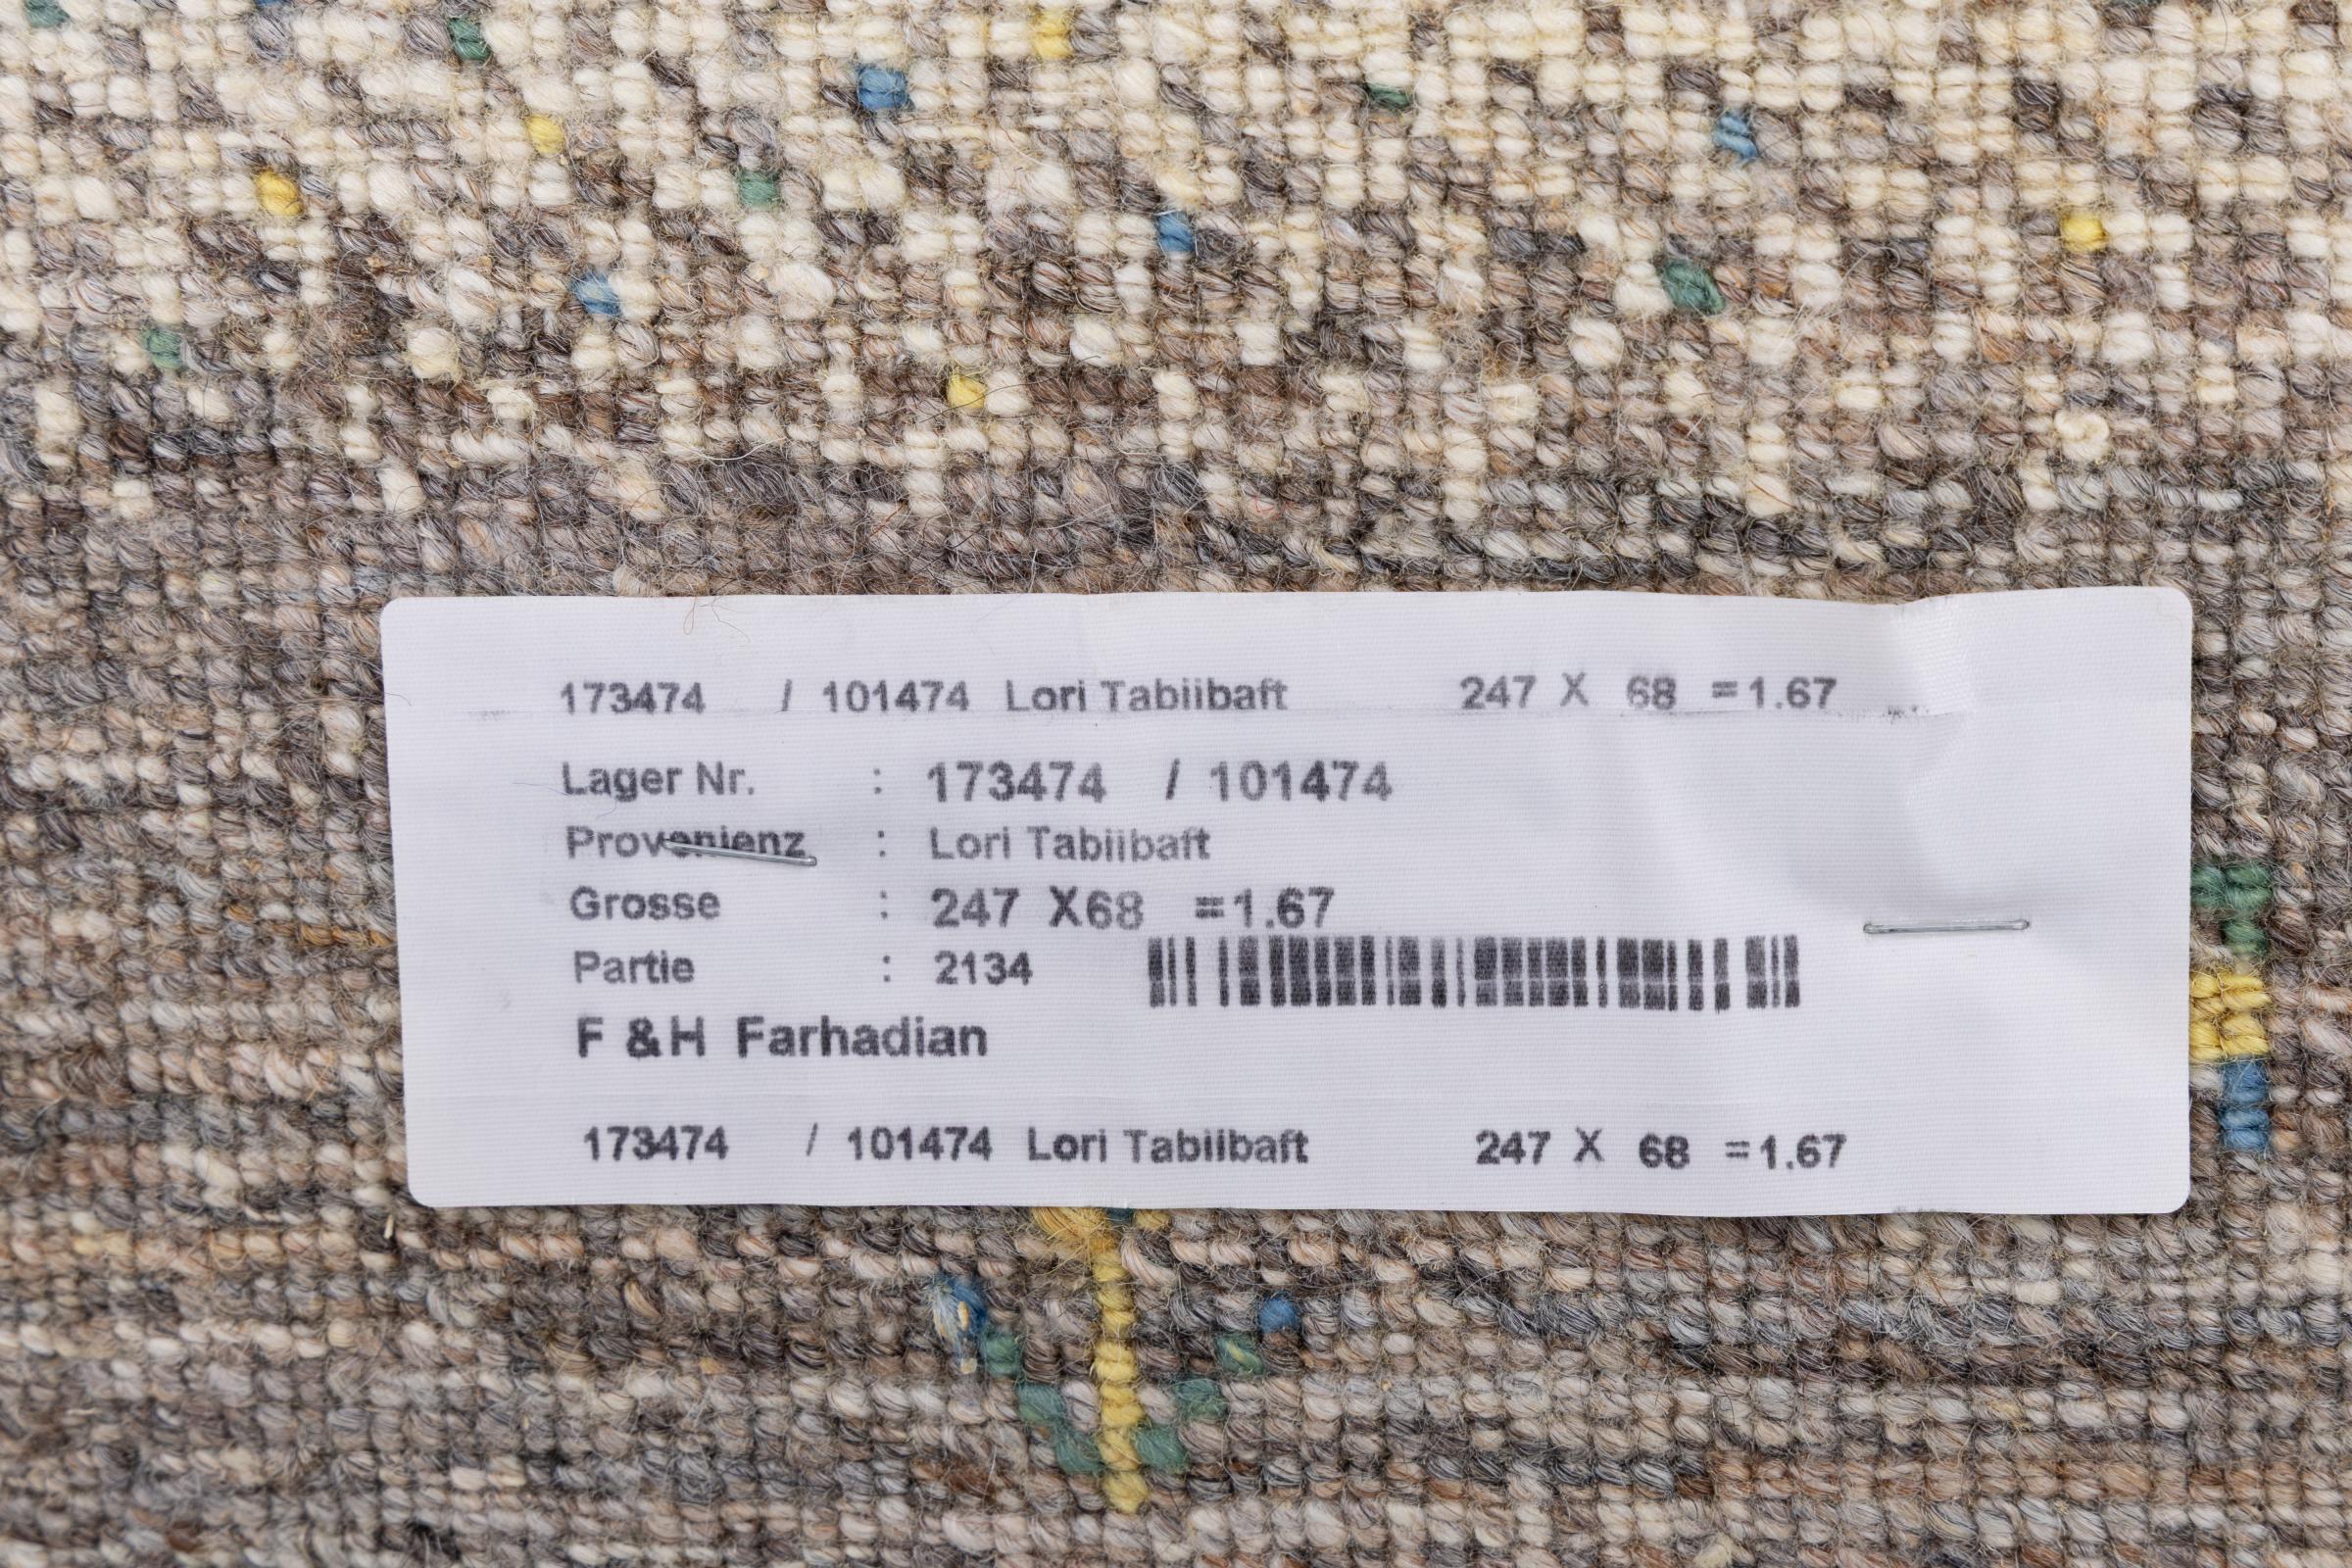 173474 / 101474 Lori Tabiibaft 247 X 68 =1.67
Lager Nr. : 173474 / 101474
Provenienz : Lori Tabiibaft
Grosse : 247 X68 =1.67
Partie : 2134
F &H Farhadian
173474 / 101474 Lori Tabiibaft 247 X 68 =1.67